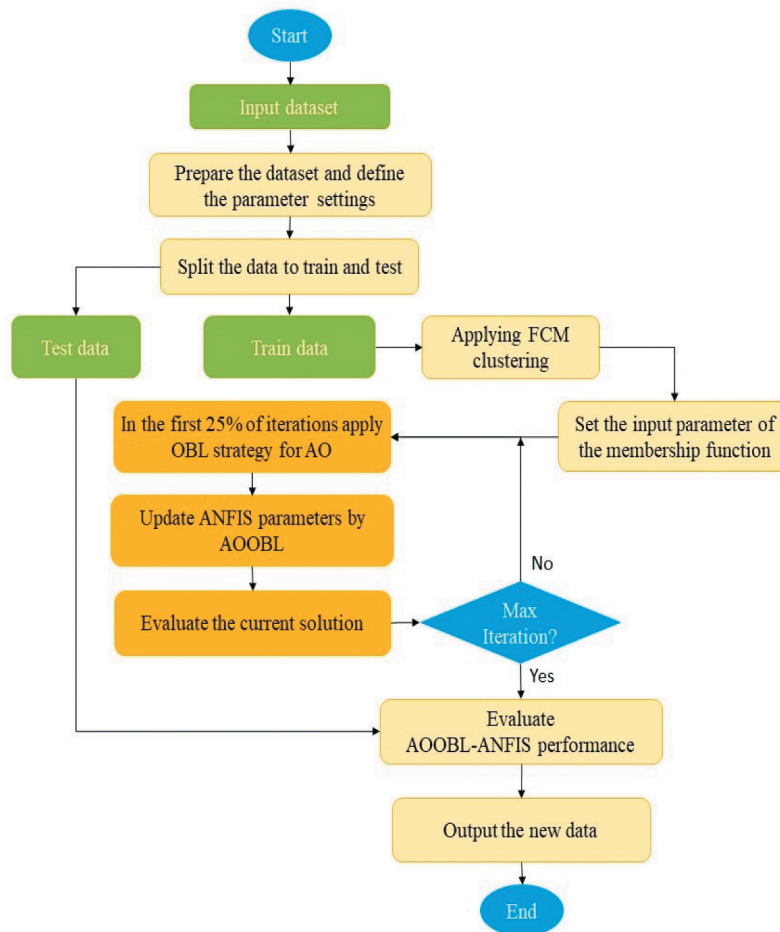 Start
Input dataset
Prepare the dataset and define
the parameter settings
Split the data to train and test
Test data
Train data
Applying FCM
clustering
Set the input parameter of
the membership function
In the first 25% of iterations apply
OBL strategy for AO
Update ANFIS parameters by
AOOBL
Evaluate the current solution
Max
Iteration?
No
Yes
Evaluate
AOOBL-ANFIS performance
Output the new data
End